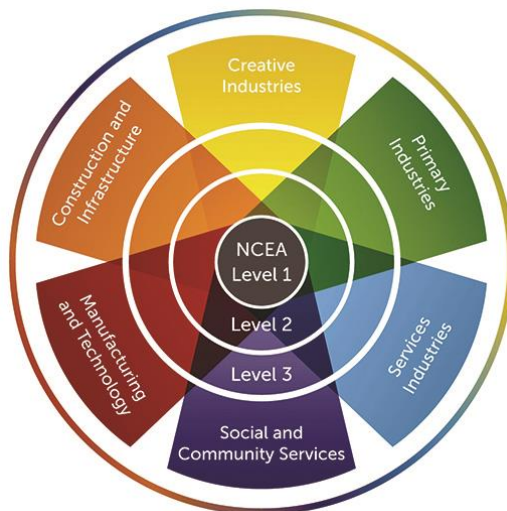 Creative
Industries
Primary
Industries
Services
Industries
Social and
Community Services
Manufacturing
and Technology
Construction and
Infrastructure
NCEA
Level 1
Level 2
Level 3